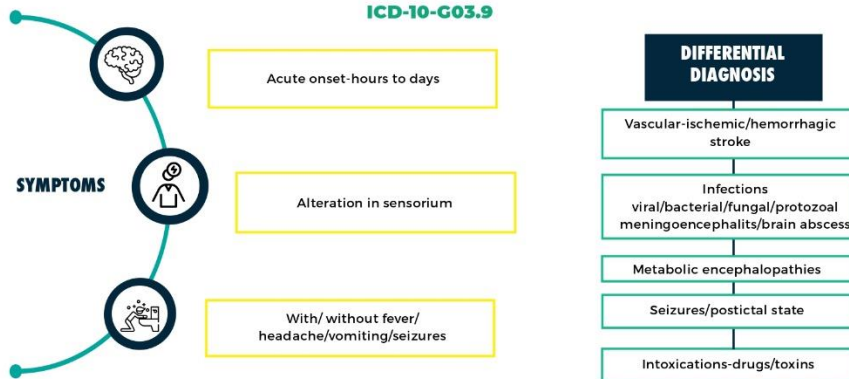 ICD-10-G03.9
SYMPTOMS
Acute onset-hours to days
Alteration in sensorium
With/ without fever/
headache/vomiting/seizures
DIFFERENTIAL
DIAGNOSIS
Vascular-ischemic/hemorrhagic
stroke
Infections
viral/bacterial/fungal/protozoal
meningoencephalits/brain abscess
Metabolic encephalopathies
Seizures/postictal state
Intoxications-drugs/toxins